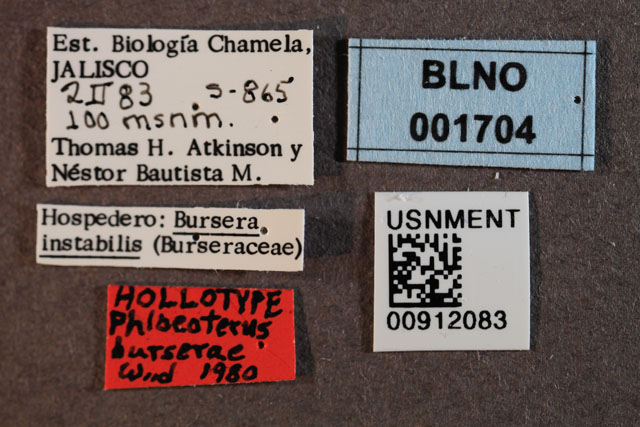 Est. Biología Chamela,
JALISCO
2 II 83 S-865
100 msnm.
Thomas H. Atkinson y
Néstor Bautista M.
BLNO
001704
Hospedero: Bursera
instabilis (Burseraceae)
USNMENT
00912083
HOLLOTYPE
Phloeoterus
burserae
Wood 1980